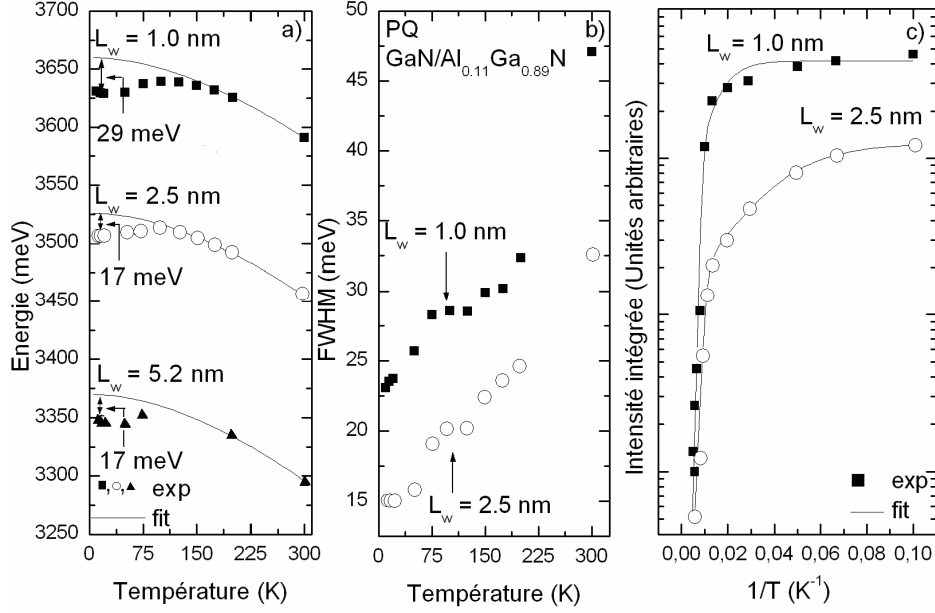 a)
L_w = 1.0 nm
29 meV
L_w = 2.5 nm
17 meV
L_w = 5.2 nm
17 meV
■,○,▲ exp
fit
Energie (meV)
3650
3600
3550
3500
3450
3400
3350
3300
3250
0 75 150 225 300
Température (K)
b)
PQ
GaN/Al0.11Ga0.89N
L_w = 1.0 nm
L_w = 2.5 nm
FWHM (meV)
50
45
40
35
30
25
20
15
0 75 150 225 300
Température (K)
c)
L_w = 1.0 nm
L_w = 2.5 nm
Intensité intégrée (Unités arbitraires)
exp
fit
0,00 0,02 0,04 0,06 0,08 0,10
1/T (K-1)